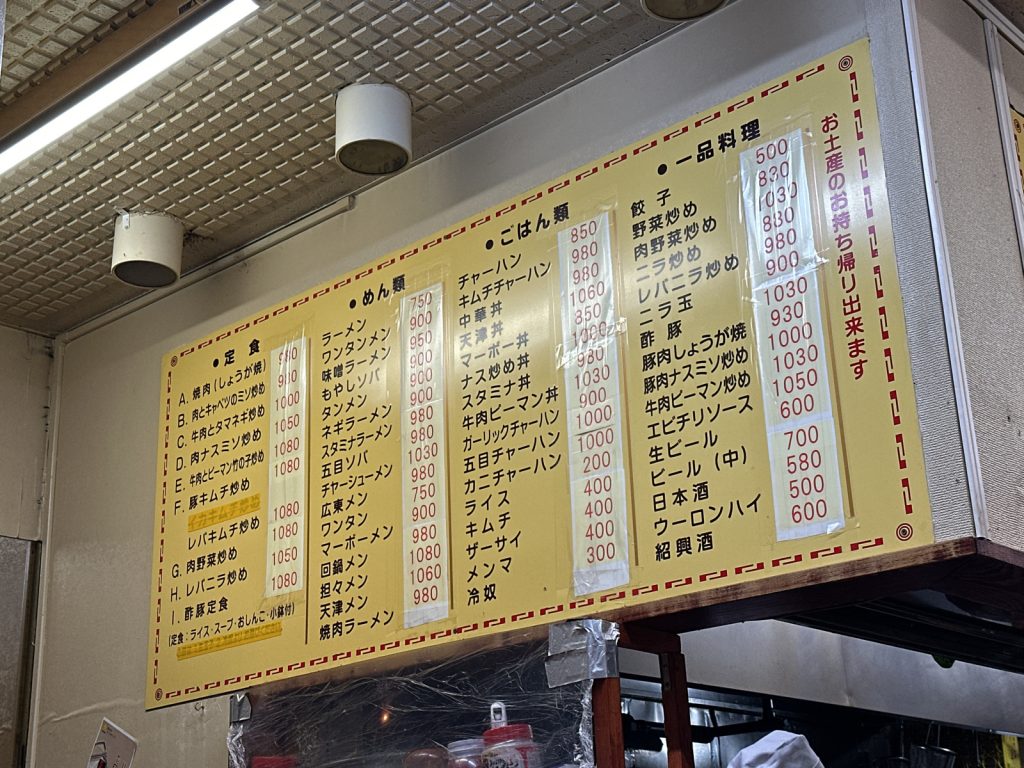 ●定食
A. 焼肉(しょうが焼) 980
B. 肉とキャベツのミソ炒め 980
C. 牛肉とタマネギ炒め 1000
D. 肉ナスミソ炒め 1050
E. 牛肉とピーマン竹の子炒め 1080
F. 豚キムチ炒め 1080
イカキムチ炒め
レバキムチ炒め 1080
G. 肉野菜炒め 1080
H. レバニラ炒め 1050
I. 酢豚定食 1080
(定食:ライス・スープ・おしんこ・小鉢付)
●めん類
ラーメン 750
ワンタンメン 900
味噌ラーメン 950
もやしソバ 900
タンメン 900
ネギラーメン 900
スタミナラーメン 980
五目ソバ 980
チャーシューメン 1030
広東メン 980
ワンタン 750
マーボーメン 900
回鍋メン 980
担々メン 1080
天津メン 1060
焼肉ラーメン 980
●ごはん類
チャーハン 850
キムチチャーハン 980
中華丼 980
天津丼 1060
マーボー丼 850
ナス炒め丼 1000
スタミナ丼 980
牛肉ピーマン丼 1030
ガーリックチャーハン 900
五目チャーハン 1000
カニチャーハン 1000
ライス 200
キムチ 400
ザーサイ 400
メンマ 400
冷奴 300
●一品料理
餃子 500
野菜炒め 830
肉野菜炒め 1030
ニラ炒め 880
レバニラ炒め 980
ニラ玉 900
酢豚 1030
豚肉しょうが焼 930
豚肉ナスミソ炒め 1000
牛肉ピーマン炒め 1030
エビチリソース 1050
生ビール 600
ビール(中) 700
日本酒 580
ウーロンハイ 500
紹興酒 600
お土産のお持ち帰り出来ます